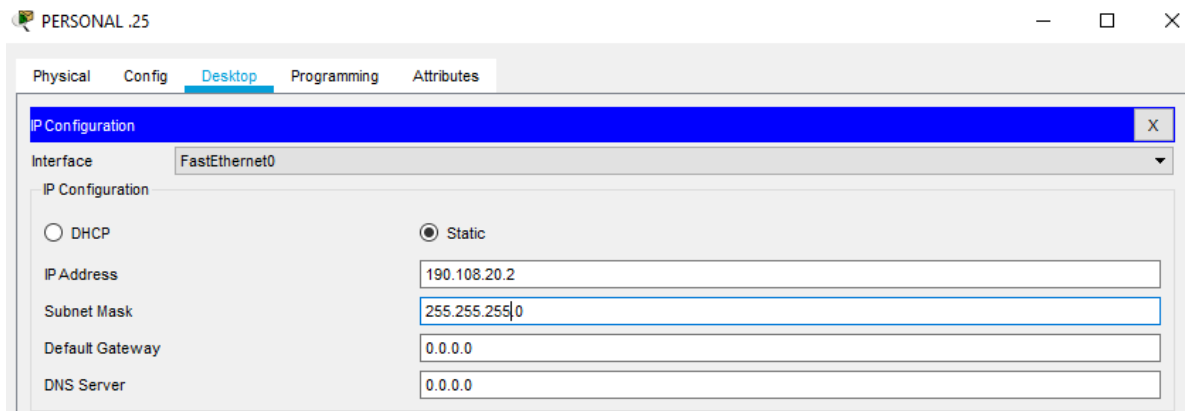 PERSONAL .25
Physical Config Desktop Programming Attributes
IP Configuration X
Interface FastEthernet0
IP Configuration
DHCP Static
IP Address 190.108.20.2
Subnet Mask 255.255.255.0
Default Gateway 0.0.0.0
DNS Server 0.0.0.0